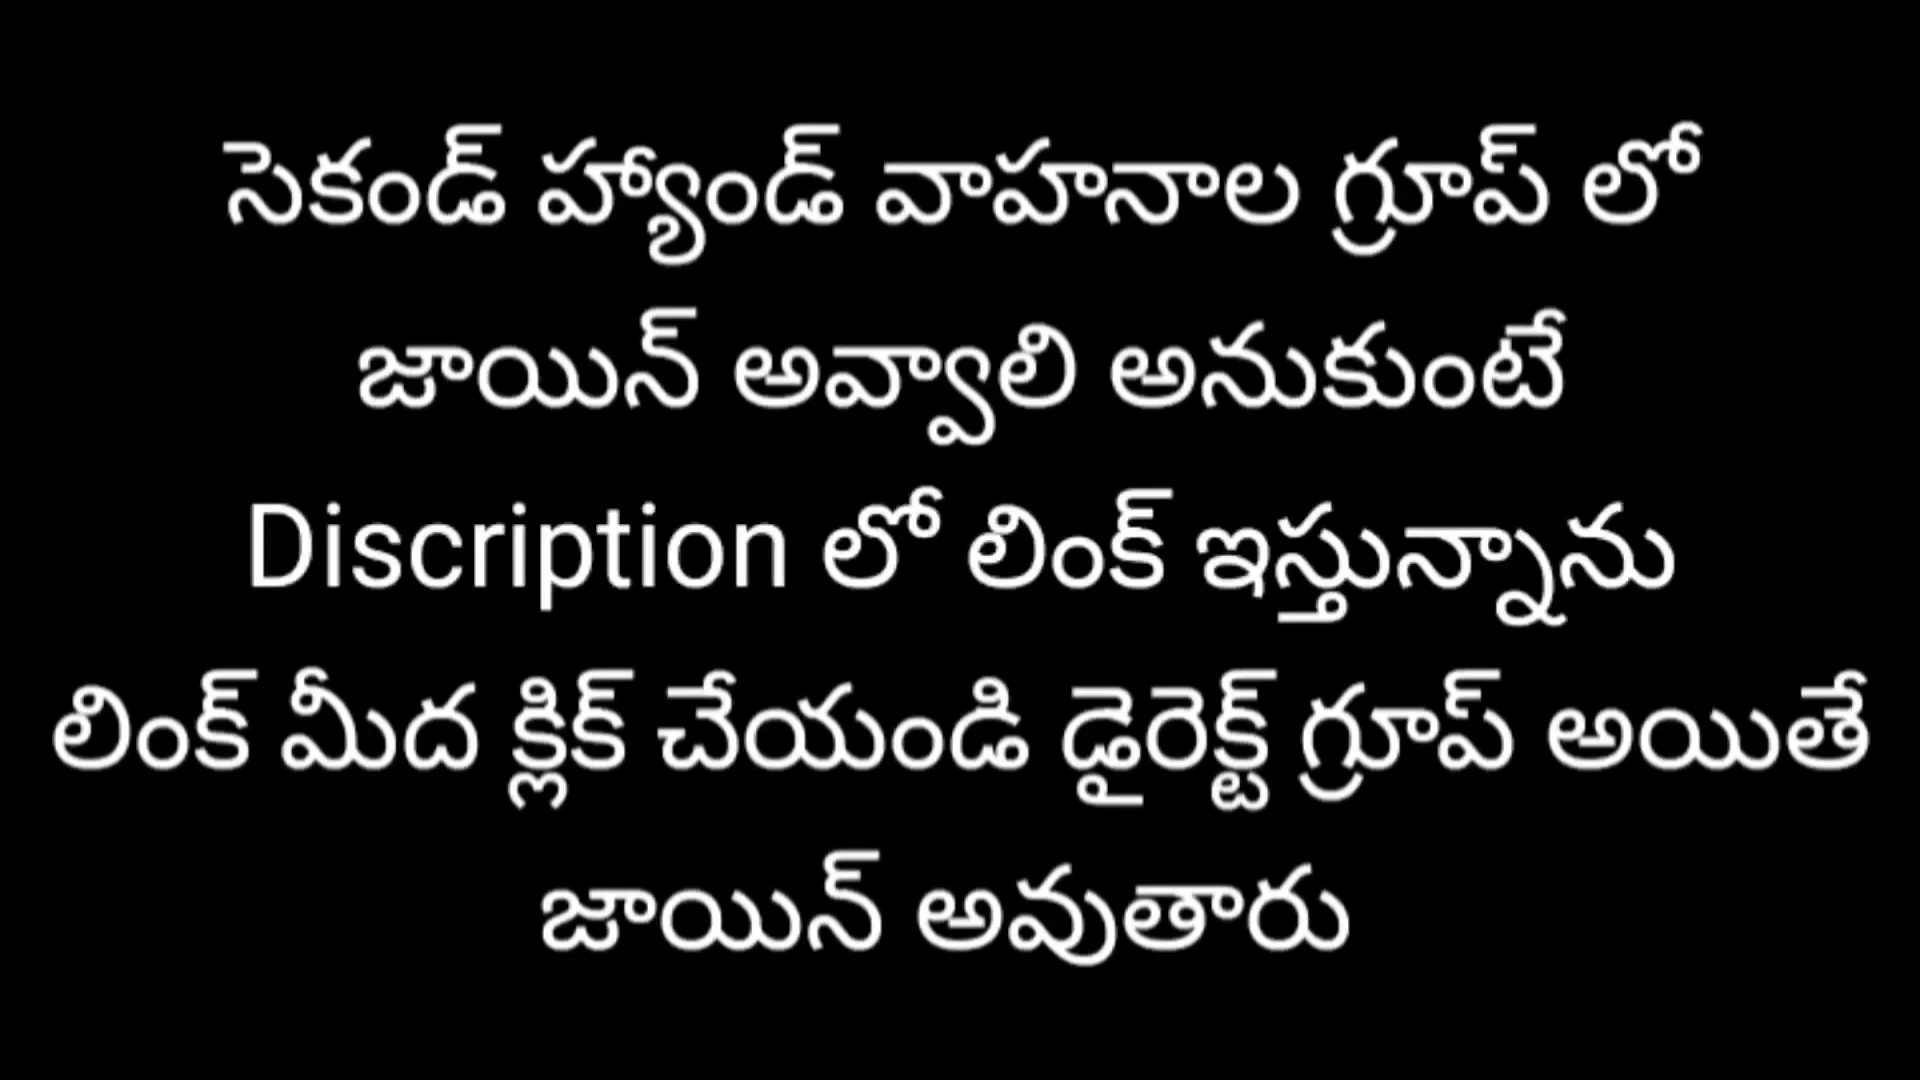 సెకండ్ హ్యాండ్ వాహనాల గ్రూప్ లో
జాయిన్ అవ్వాలి అనుకుంటే
Discription లో లింక్ ఇస్తున్నాను
లింక్ మీద క్లిక్ చేయండి డైరెక్ట్ గ్రూప్ అయితే
జాయిన్ అవుతారు